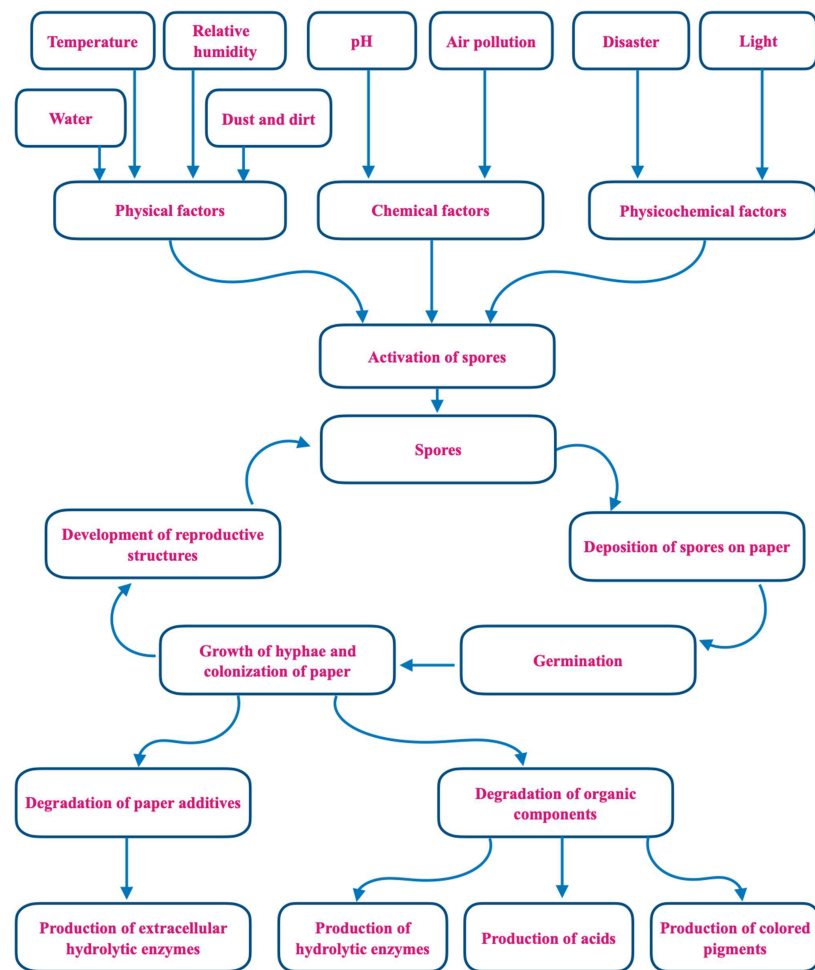 Temperature
Relative
humidity
pH
Air pollution
Disaster
Light
Water
Dust and dirt
Physical factors
Chemical factors
Physicochemical factors
Activation of spores
Spores
Development of reproductive
structures
Deposition of spores on paper
Growth of hyphae and
colonization of paper
Germination
Degradation of paper additives
Degradation of organic
components
Production of extracellular
hydrolytic enzymes
Production of
hydrolytic enzymes
Production of acids
Production of colored
pigments